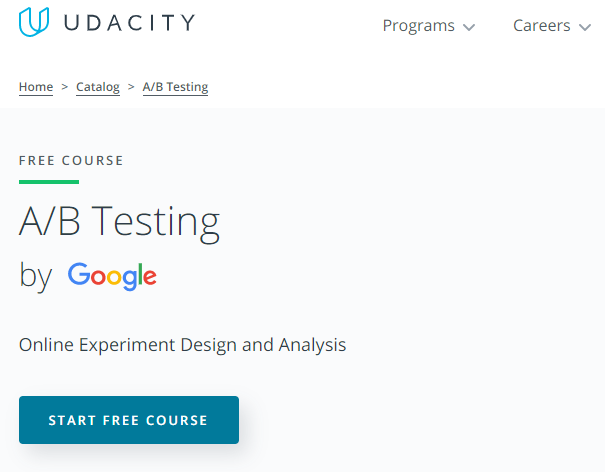 UDACITY
Programs
Careers
Home > Catalog > A/B Testing
FREE COURSE
A/B Testing
by Google
Online Experiment Design and Analysis
START FREE COURSE